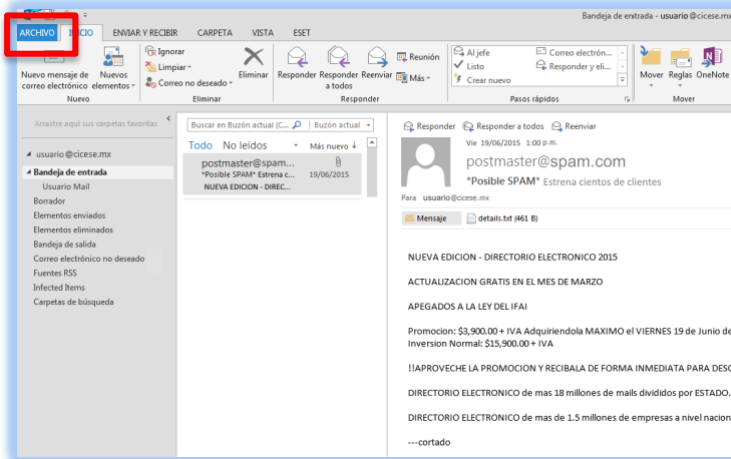 Bandeja de entrada - usuario @cicese.mx
ARCHIVO INICIO ENVIAR Y RECIBIR CARPETA VISTA ESET
Nuevo mensaje de correo electrónico
Nuevos elementos
Nuevo
Ignorar
Limpiar
Correo no deseado
Eliminar
Eliminar
Responder
Responder a todos
Reenviar
Reunión
Más
Responder
Al jefe
Listo
Crear nuevo
Correo electrón...
Responder y eli...
Pasos rápidos
Mover
Reglas
OneNote
Mover
Arrastre aquí sus carpetas favoritas
usuario @cicese.mx
Bandeja de entrada
Usuario Mail
Borrador
Elementos enviados
Elementos eliminados
Bandeja de salida
Correo electrónico no deseado
Fuentes RSS
Infected Items
Carpetas de búsqueda
Buscar en Buzón actual (C... Buzón actual
Todo No leídos Más nuevo ↓
postmaster@spam...
*Posible SPAM* Estrena c... 19/06/2015
NUEVA EDICION - DIREC...
Responder Responder a todos Reenviar
Vie 19/06/2015 1:00 p.m.
postmaster@spam.com
*Posible SPAM* Estrena cientos de clientes
Para usuario @cicese.mx
Mensaje details.txt (461 B)
NUEVA EDICION - DIRECTORIO ELECTRONICO 2015
ACTUALIZACION GRATIS EN EL MES DE MARZO
APEGADOS A LA LEY DEL IFAI
Promocion: $3,900.00 + IVA Adquiriendola MAXIMO el VIERNES 19 de Junio de
Inversion Normal: $15,900.00 + IVA
!!APROVECHE LA PROMOCION Y RECIBALA DE FORMA INMEDIATA PARA DESC
DIRECTORIO ELECTRONICO de mas 18 millones de mails divididos por ESTADO.
DIRECTORIO ELECTRONICO de mas de 1.5 millones de empresas a nivel nacion
---cortado